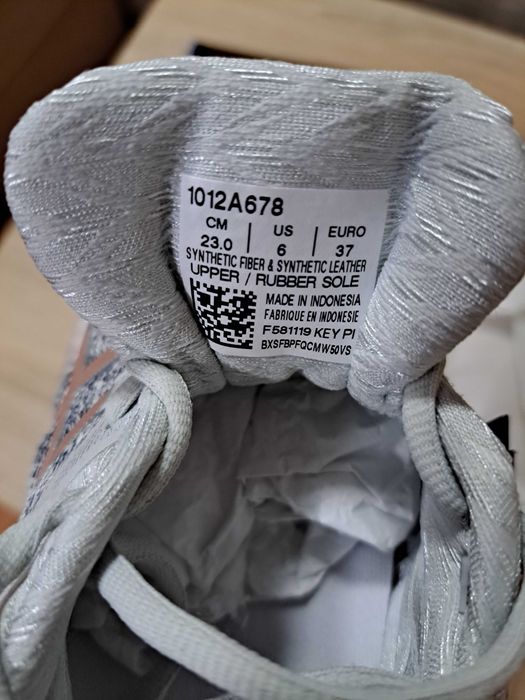 1012A678
CM | US | EURO
23.0 | 6 | 37
SYNTHETIC FIBER & SYNTHETIC LEATHER
UPPER / RUBBER SOLE
MADE IN INDONESIA
FABRIQUE EN INDONESIE
F581119 KEY PI
BXSFBPFQCMW50VS